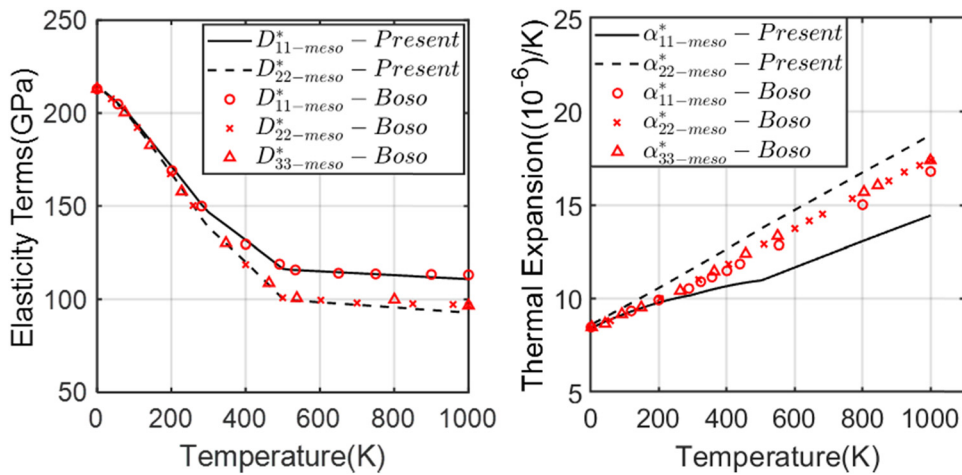 Elasticity Terms(GPa)
250
200
150
100
50
0
200
400
600
800
1000
Temperature(K)
D*11-meso − Present
D*22-meso − Present
D*11-meso − Boso
D*22-meso − Boso
D*33-meso − Boso
Thermal Expansion((10-6)/K)
25
20
15
10
5
0
200
400
600
800
1000
Temperature(K)
α*11-meso − Present
α*22-meso − Present
α*11-meso − Boso
α*22-meso − Boso
α*33-meso − Boso